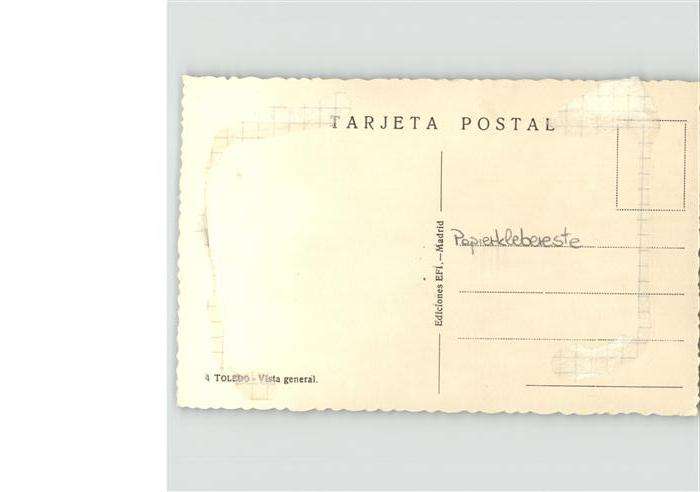 TARJETA POSTAL
Ediciones EFI.—Madrid
Papierklebereste
4 TOLEDO - Vista general.